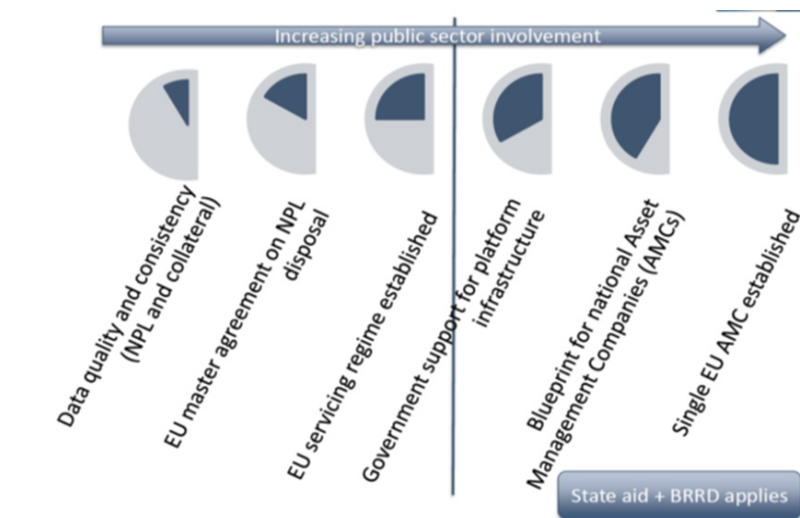 Increasing public sector involvement
Data quality and consistency
(NPL and collateral)
EU master agreement on NPL
disposal
EU servicing regime established
Government support for platform
infrastructure
Blueprint for national Asset
Management Companies (AMCs)
Single EU AMC established
State aid + BRRD applies